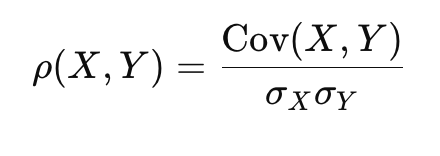 ρ(X, Y) = Cov(X, Y) / σ_X σ_Y